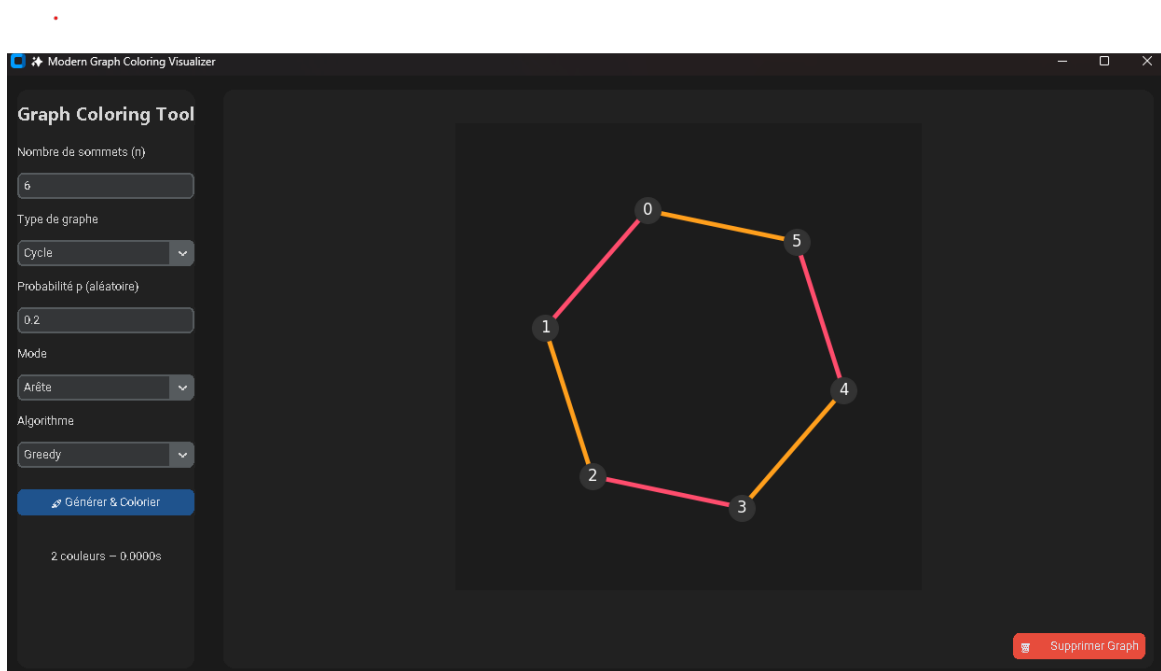 Modern Graph Coloring Visualizer
Graph Coloring Tool
Nombre de sommets (n)
6
Type de graphe
Cycle
Probabilité p (aléatoire)
0.2
Mode
Arête
Algorithme
Greedy
Générer & Colorier
2 couleurs – 0.0000s
0
5
1
4
2
3
Supprimer Graph